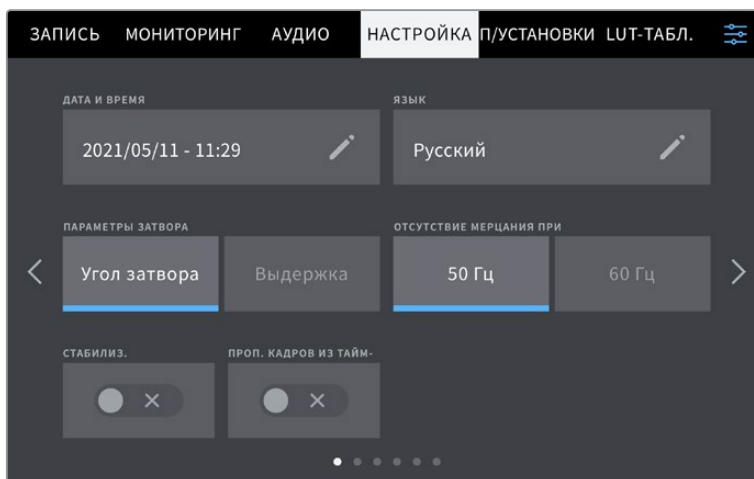 ЗАПИСЬ МОНИТОРИНГ АУДИО НАСТРОЙКА П/УСТАНОВКИ LUT-ТАБЛ.
ДАТА И ВРЕМЯ ЯЗЫК
2021/05/11 - 11:29 Русский
ПАРАМЕТРЫ ЗАТВОРА ОТСУТСТВИЕ МЕРЦАНИЯ ПРИ
Угол затвора Выдержка 50 Гц 60 Гц
СТАБИЛИЗ. ПРОП. КАДРОВ ИЗ ТАЙМ-